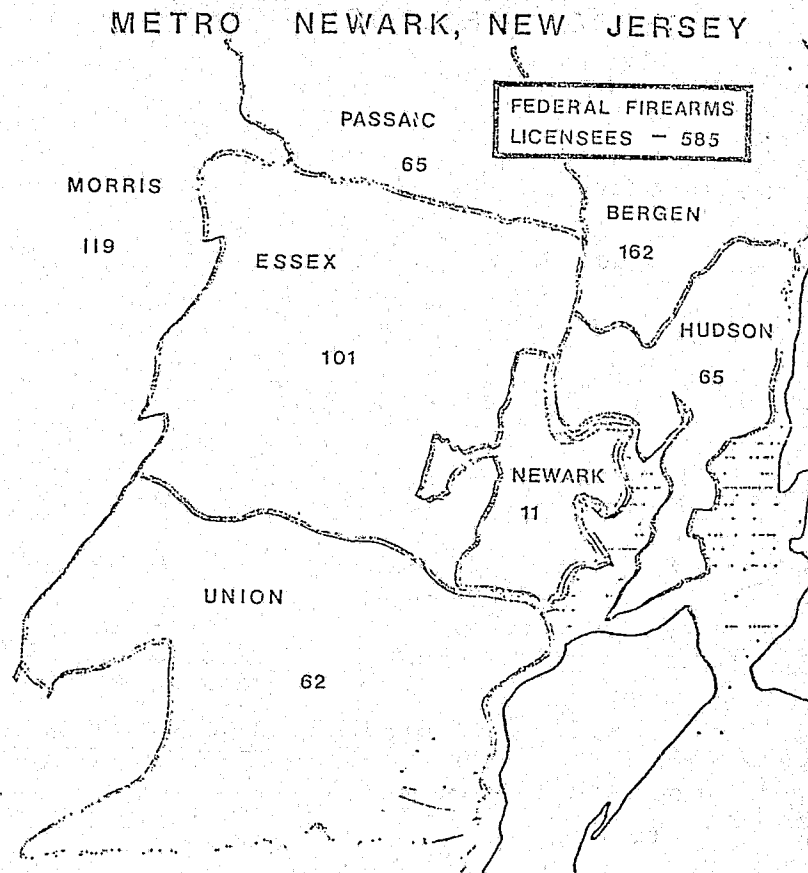 METRO NEWARK, NEW JERSEY
FEDERAL FIREARMS
LICENSEES - 585
PASSAIC
65
MORRIS
119
BERGEN
162
ESSEX
101
HUDSON
65
NEWARK
11
UNION
62